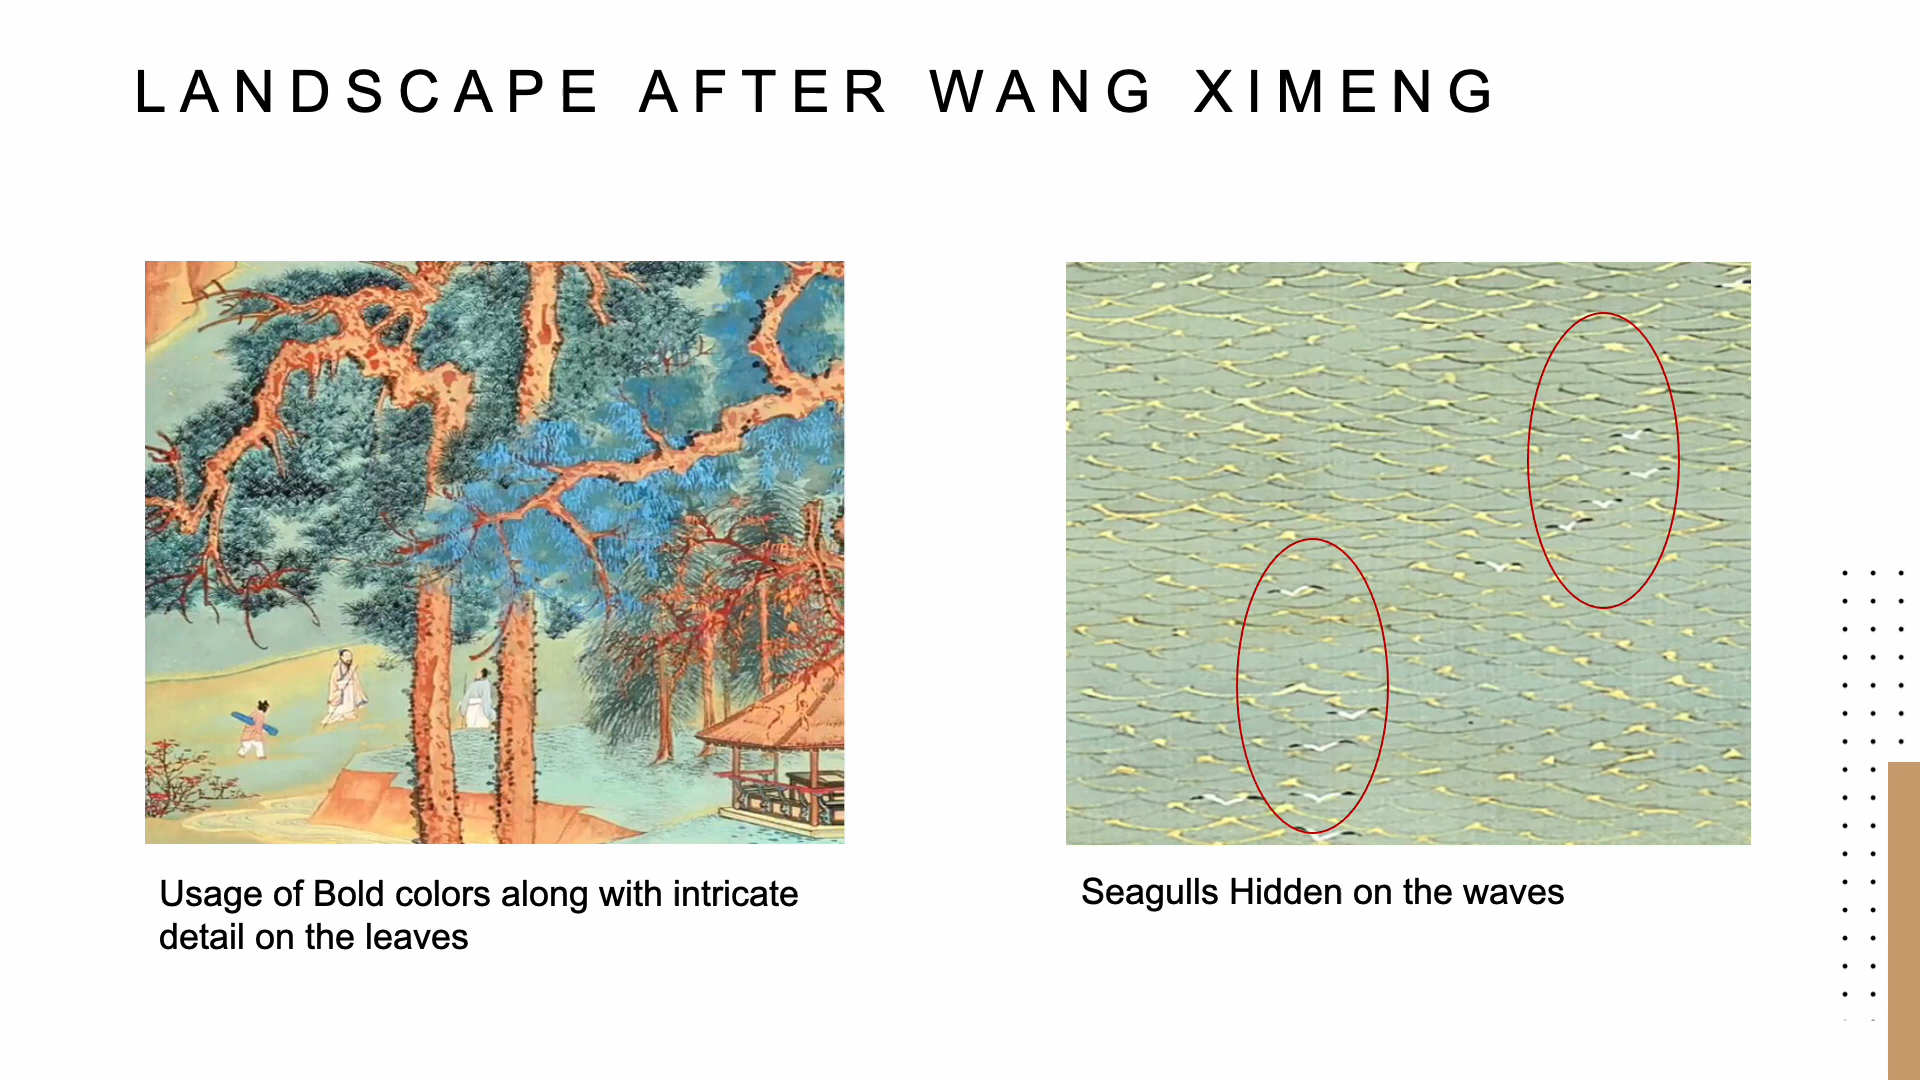 LANDSCAPE AFTER WANG XIMENG
Usage of Bold colors along with intricate
detail on the leaves
Seagulls Hidden on the waves